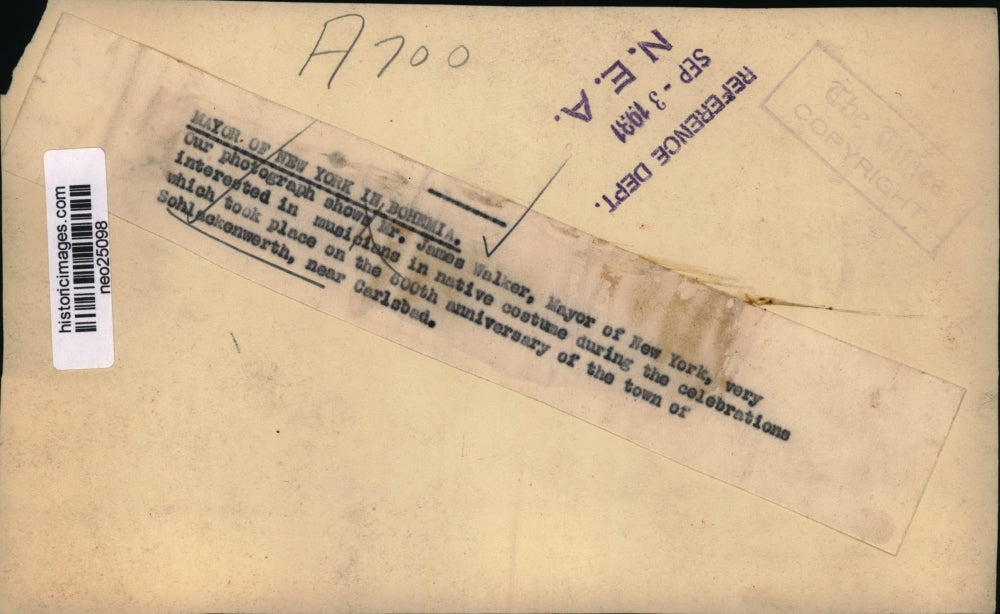 A700
N.E.A.
SEP - 3 1931
REFERENCE DEPT.
The Times
COPYRIGHT
historicimages.com
neo25098
MAYOR OF NEW YORK IN BOHEMIA.
Our photograph shows Mr. James Walker, Mayor of New York, very
interested in musicians in native costume during the celebrations
which took place on the 600th anniversary of the town of
Schlackenwerth, near Carlsbad.